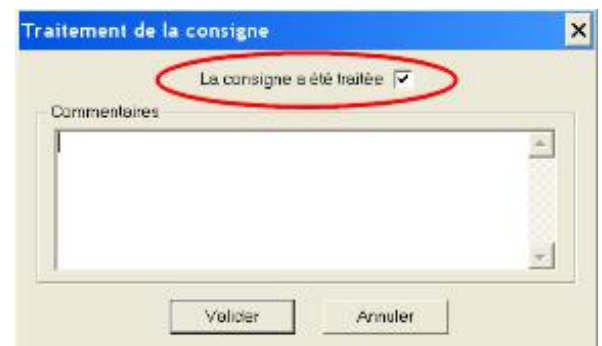 Traitement de la consigne
La consigne a été traitée
Commentaires
Valider Annuler